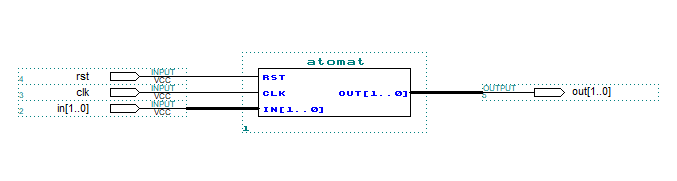 atomat
4 rst INPUT VCC RST
3 clk INPUT VCC CLK OUT[1..0] OUTPUT 5 out[1..0]
2 in[1..0] INPUT VCC IN[1..0]
1